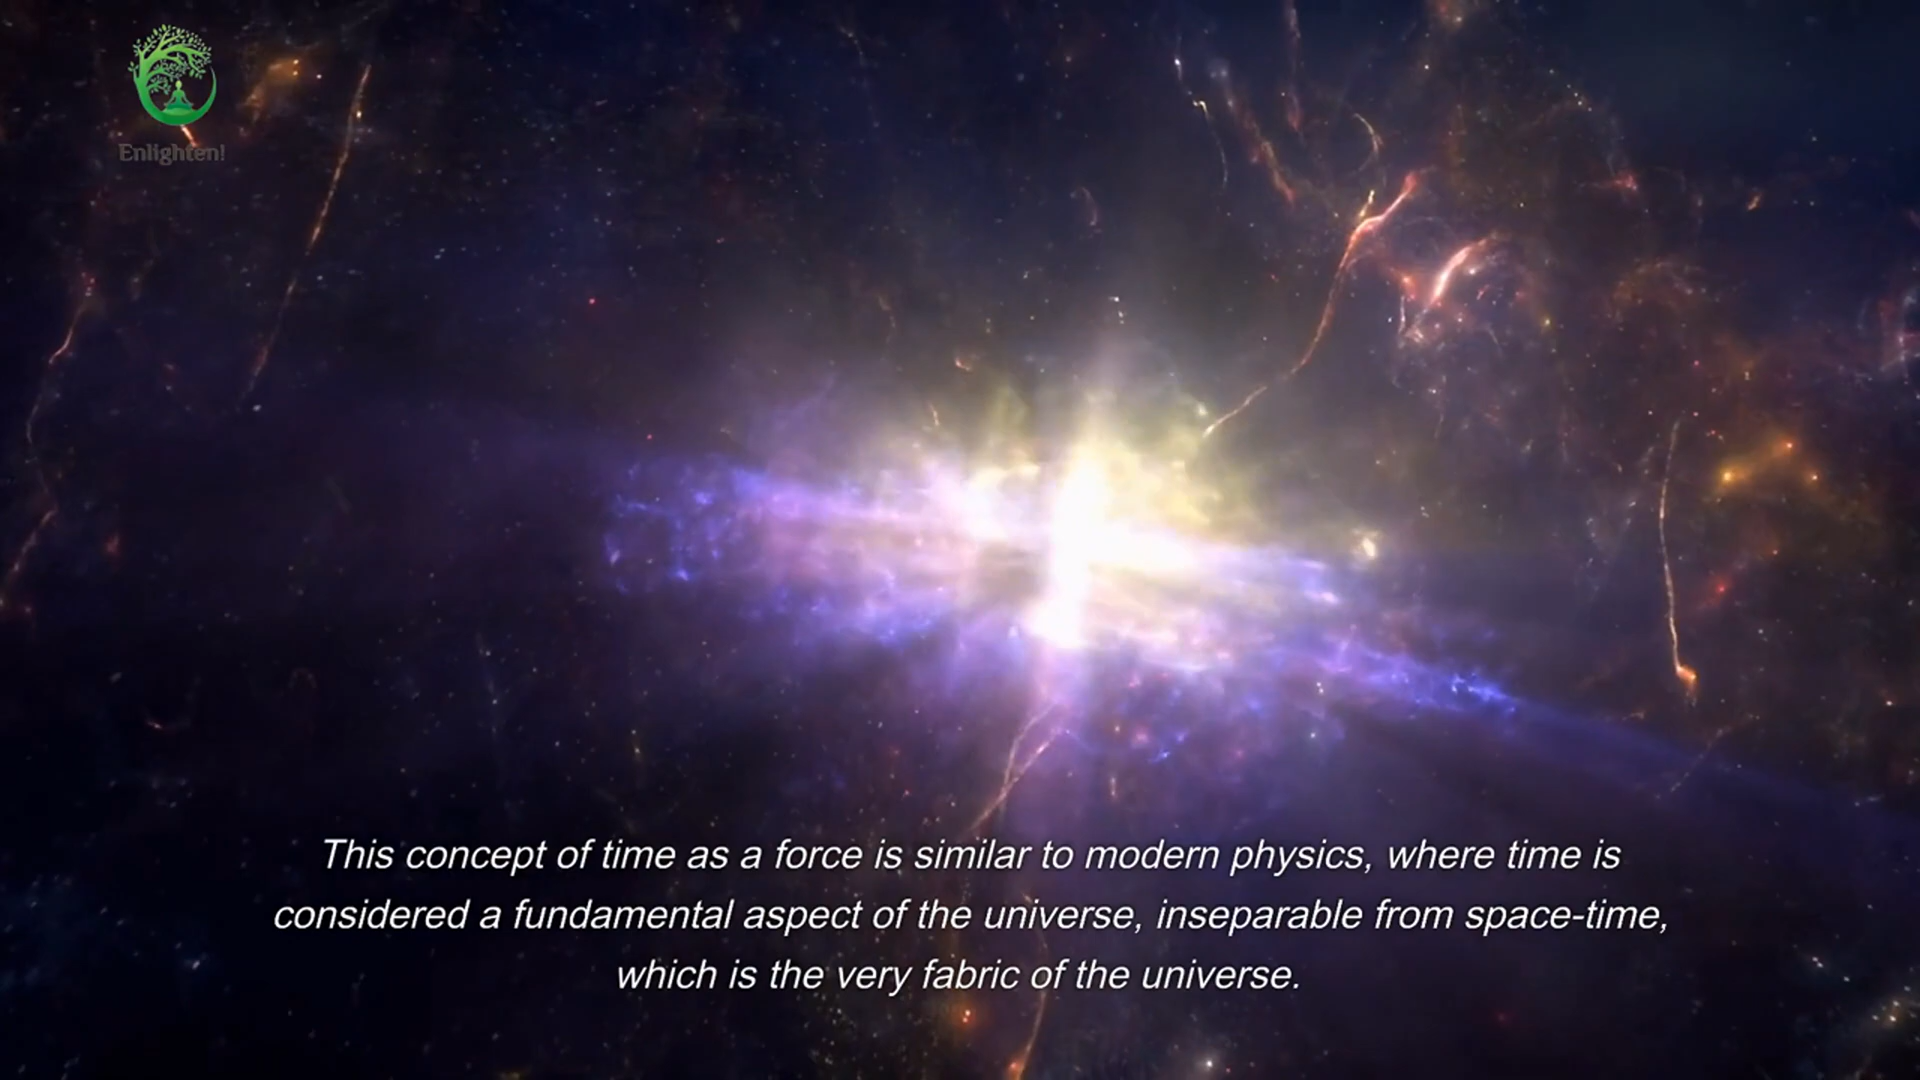 Enlighten!
This concept of time as a force is similar to modern physics, where time is
considered a fundamental aspect of the universe, inseparable from space-time,
which is the very fabric of the universe.